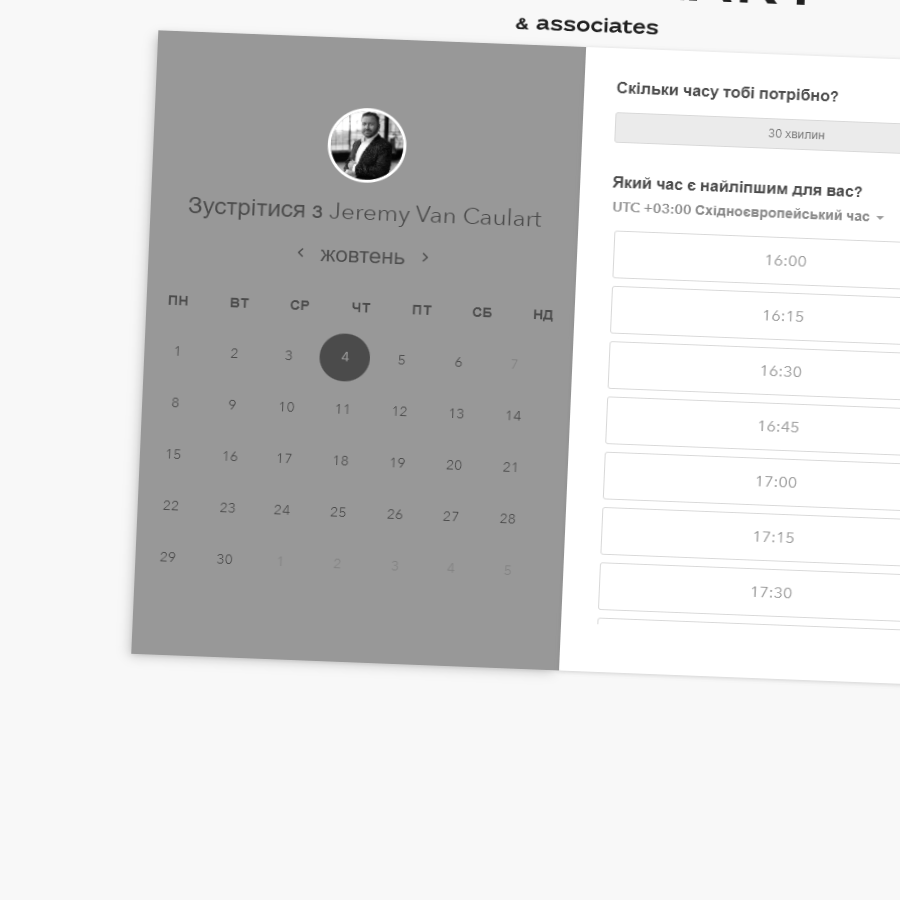 & associates
Зустрітися з Jeremy Van Caulart
жовтень
ПН ВТ СР ЧТ ПТ СБ НД
1 2 3 4 5 6 7
8 9 10 11 12 13 14
15 16 17 18 19 20 21
22 23 24 25 26 27 28
29 30 1 2 3 4 5
Скільки часу тобі потрібно?
30 хвилин
Який час є найліпшим для вас?
UTC +03:00 Східноєвропейський час
16:00
16:15
16:30
16:45
17:00
17:15
17:30